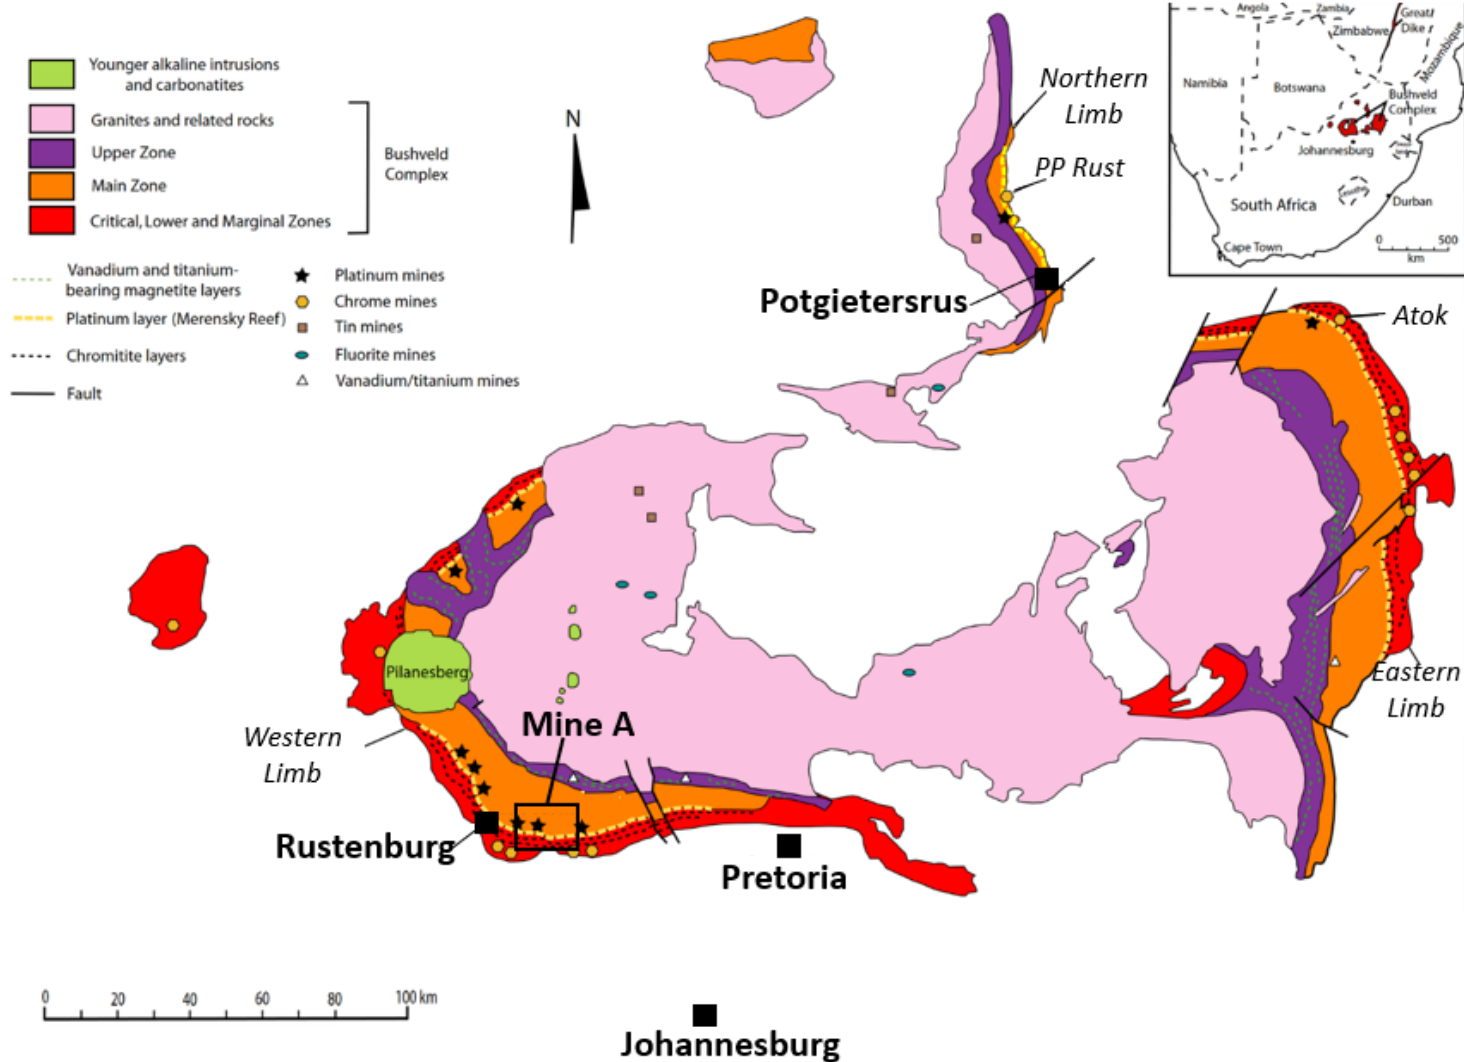 Younger alkaline intrusions
and carbonatites
Granites and related rocks
Upper Zone
Main Zone
Critical, Lower and Marginal Zones
Bushveld
Complex
Vanadium and titanium-
bearing magnetite layers
Platinum layer (Merensky Reef)
Chromitite layers
Fault
Platinum mines
Chrome mines
Tin mines
Fluorite mines
Vanadium/titanium mines
N
Northern
Limb
PP Rust
Potgietersrus
Angola
Zambia
Great
Dike
Zimbabwe
Mozambique
Namibia
Botswana
Bushveld
Complex
Johannesburg
Lesotho
South Africa
Durban
Cape Town
0 500
km
Atok
Pilanesberg
Western
Limb
Mine A
Eastern
Limb
Rustenburg
Pretoria
0 20 40 60 80 100 km
Johannesburg